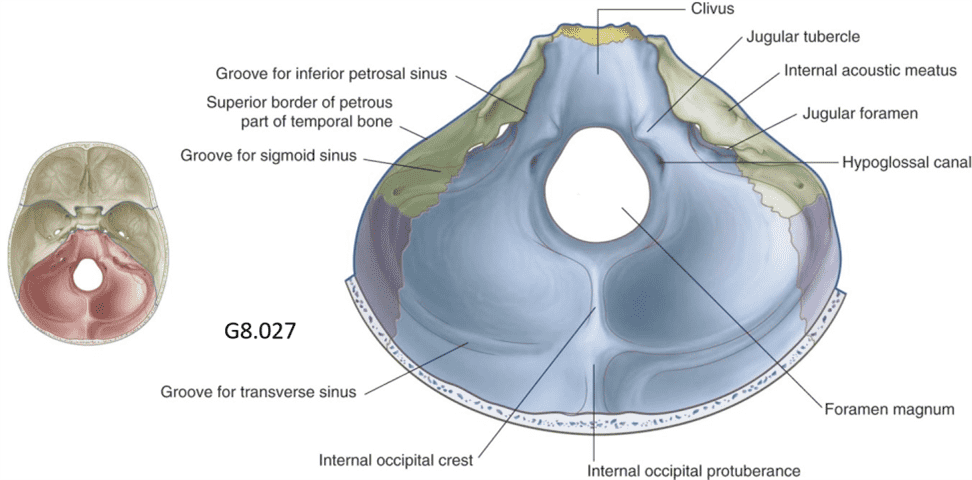 Clivus
Jugular tubercle
Groove for inferior petrosal sinus
Internal acoustic meatus
Superior border of petrous
part of temporal bone
Jugular foramen
Groove for sigmoid sinus
Hypoglossal canal
G8.027
Groove for transverse sinus
Foramen magnum
Internal occipital crest
Internal occipital protuberance